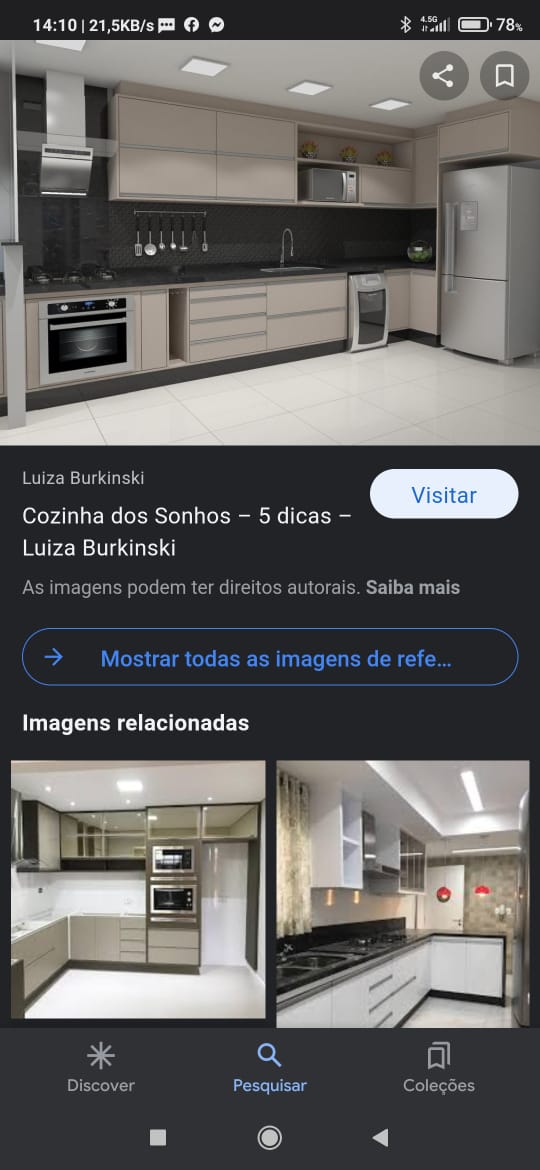 14:10 | 21,5KB/s
4.5G
78%
Luiza Burkinski
Visitar
Cozinha dos Sonhos – 5 dicas –
Luiza Burkinski
As imagens podem ter direitos autorais. Saiba mais
Mostrar todas as imagens de refe...
Imagens relacionadas
Discover
Pesquisar
Coleções